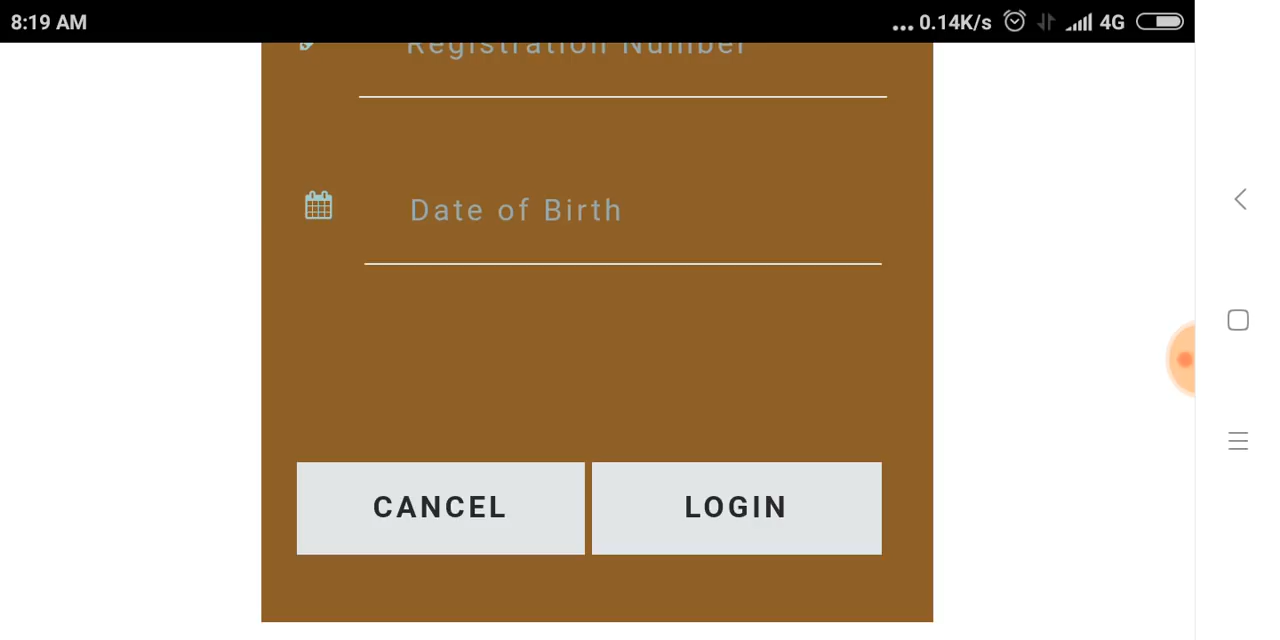 8:19 AM ... 0.14K/s 4G
Registration Number
Date of Birth
CANCEL LOGIN